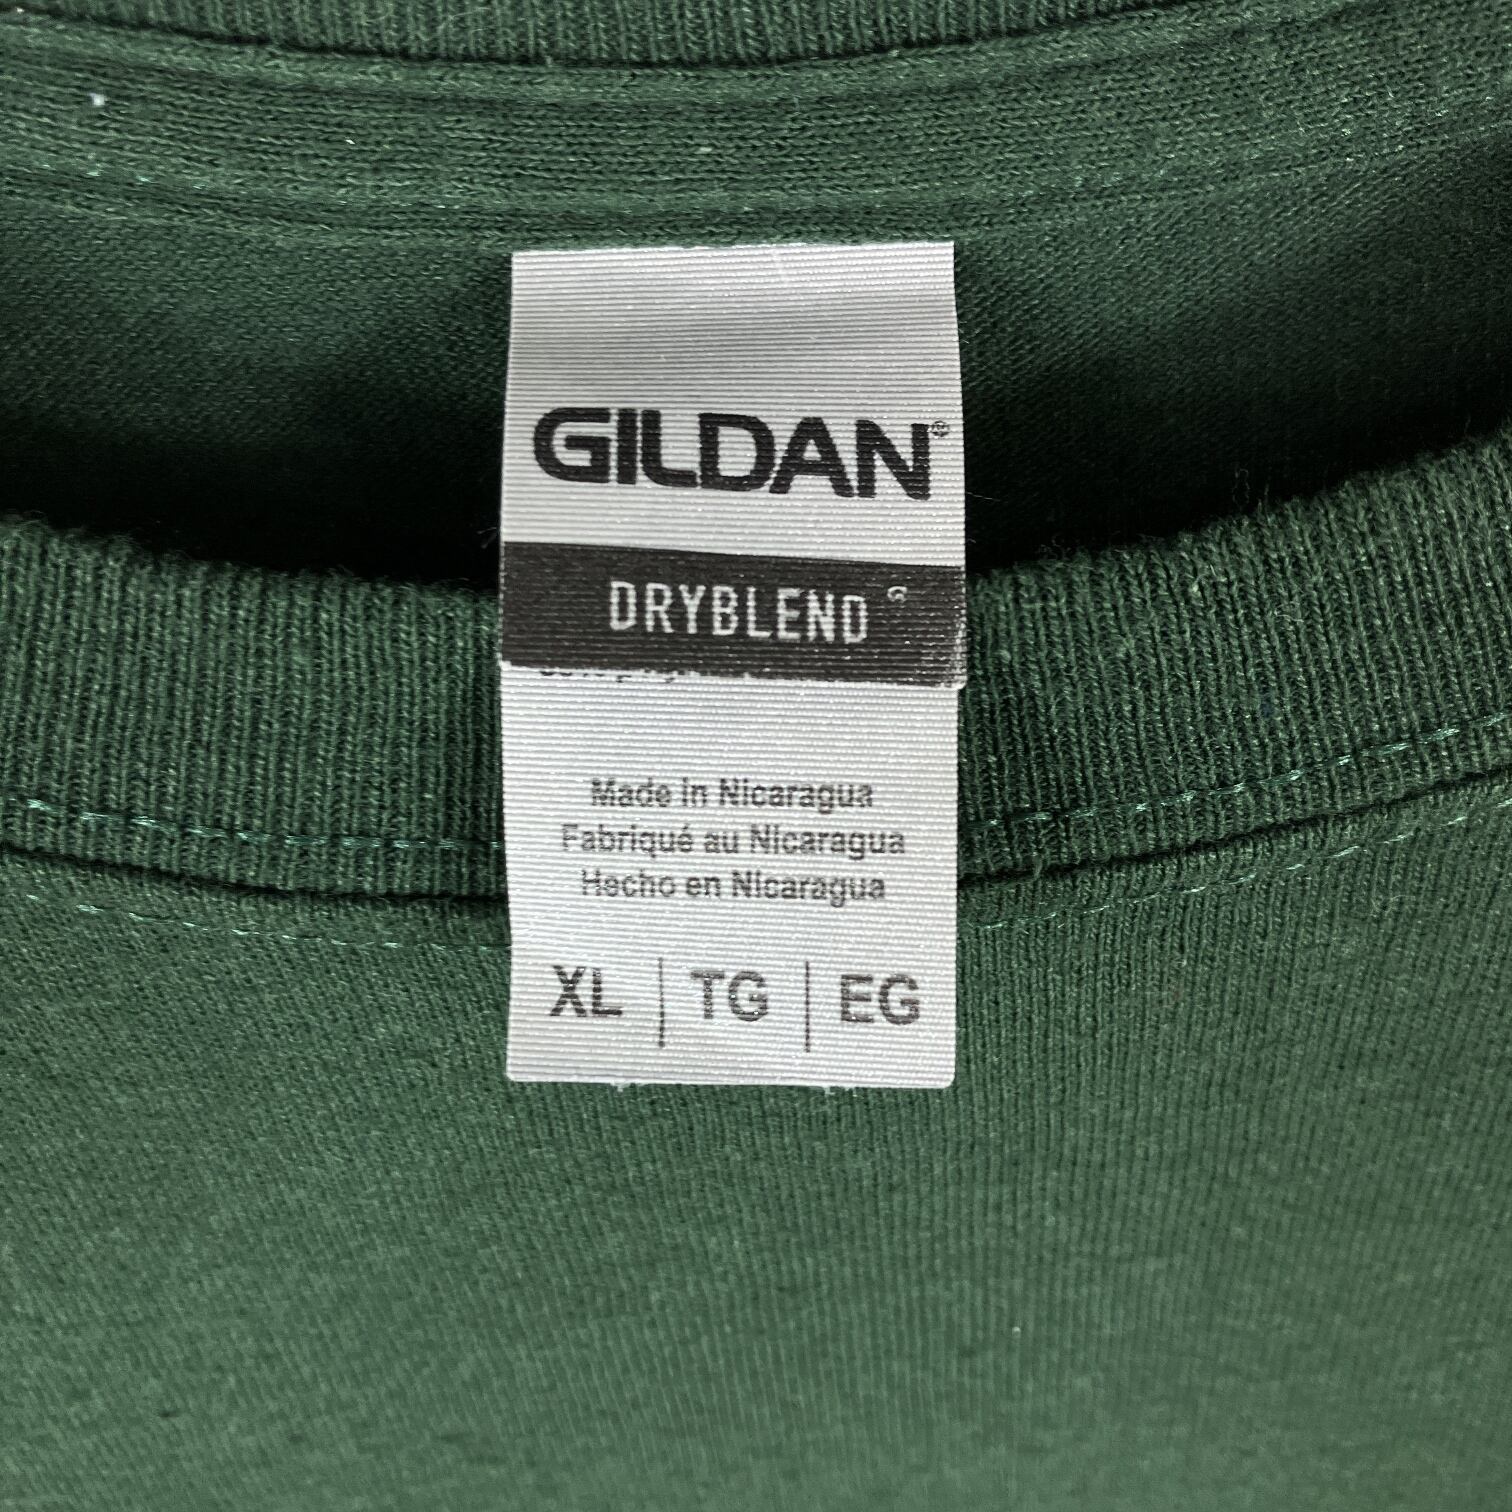 GILDAN®
DRYBLEND
Made in Nicaragua
Fabriqué au Nicaragua
Hecho en Nicaragua
XL | TG | EG